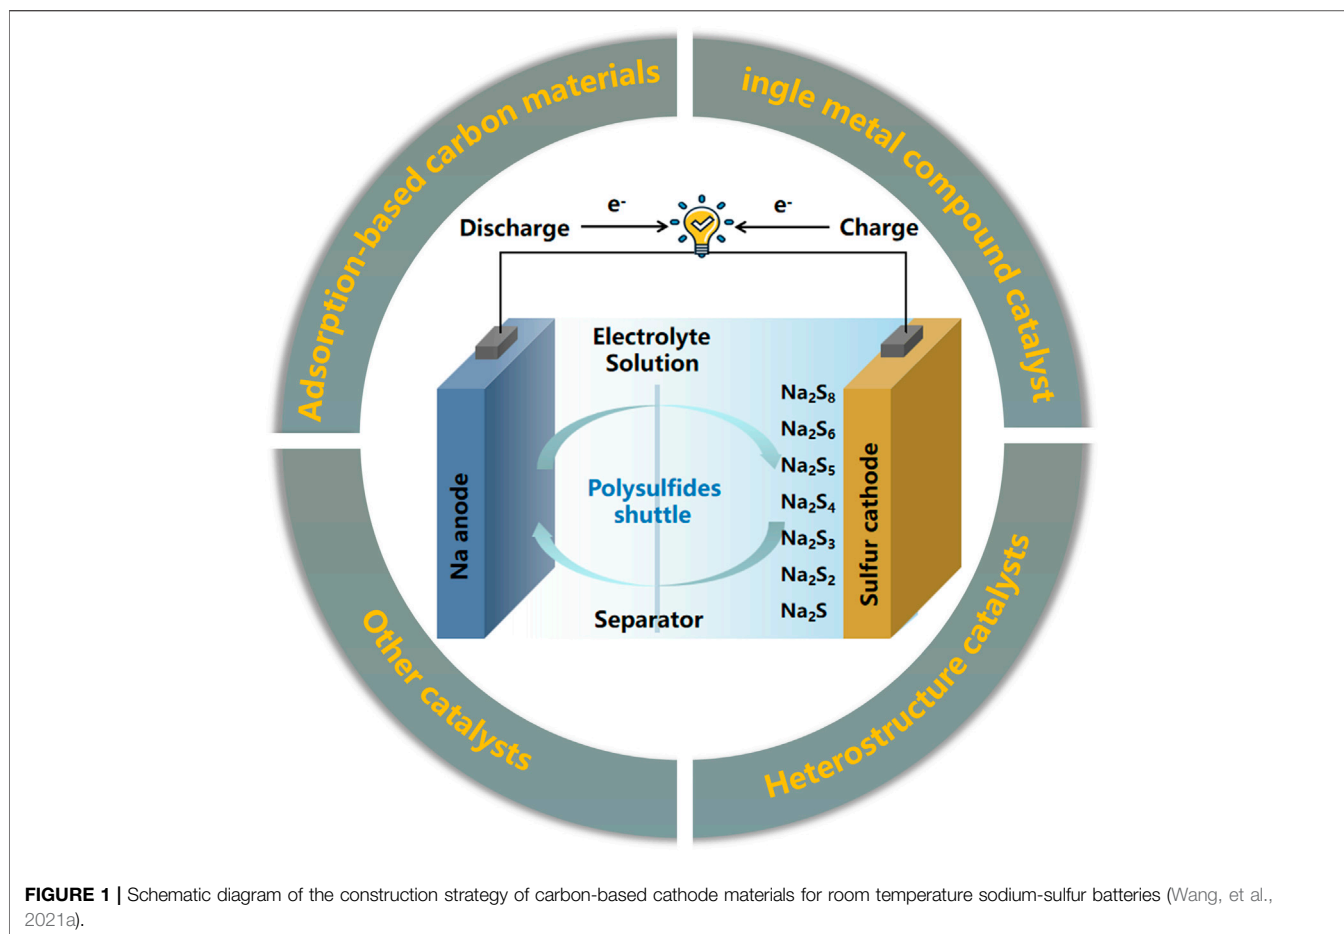 Adsorption-based carbon materials
ingle metal compound catalyst
e-
e-
Discharge
Charge
Electrolyte
Solution
Na₂S₈
Na₂S₆
Na₂S₅
Na₂S₄
Na₂S₃
Na₂S₂
Na₂S
Polysulfides
shuttle
Na anode
Sulfur cathode
Separator
Other catalysts
Heterostructure catalysts
FIGURE 1 | Schematic diagram of the construction strategy of carbon-based cathode materials for room temperature sodium-sulfur batteries (Wang, et al.,
2021a).